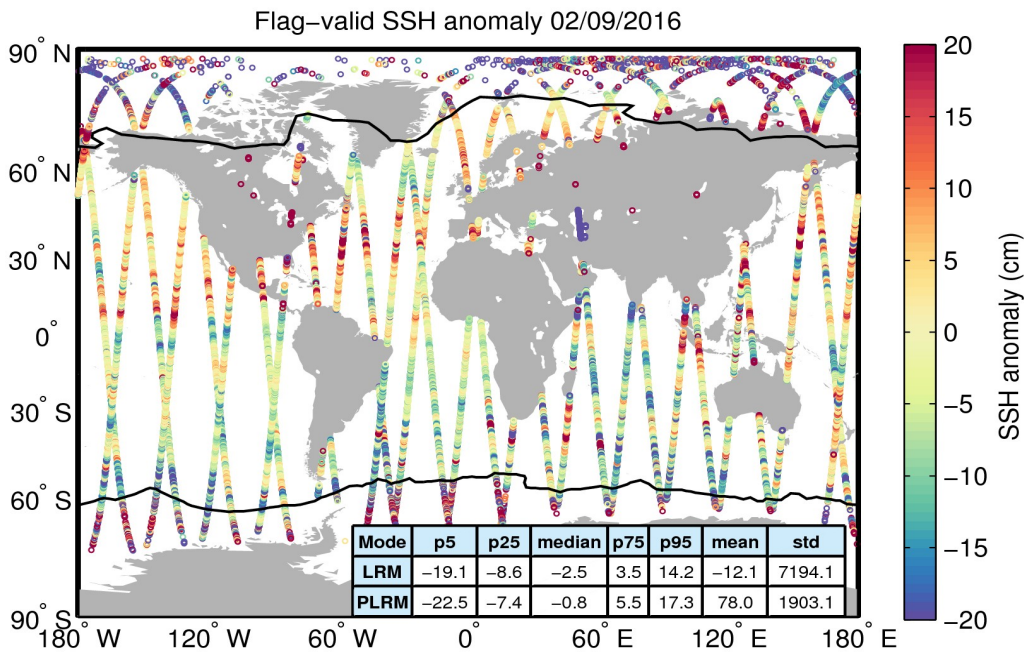 Flag−valid SSH anomaly 02/09/2016
90° N
60° N
30° N
0°
30° S
60° S
90° S
180° W 120° W 60° W 0° 60° E 120° E 180° E
Mode p5 p25 median p75 p95 mean std
LRM −19.1 −8.6 −2.5 3.5 14.2 −12.1 7194.1
PLRM −22.5 −7.4 −0.8 5.5 17.3 78.0 1903.1
20
15
10
5
0
−5
−10
−15
−20
SSH anomaly (cm)